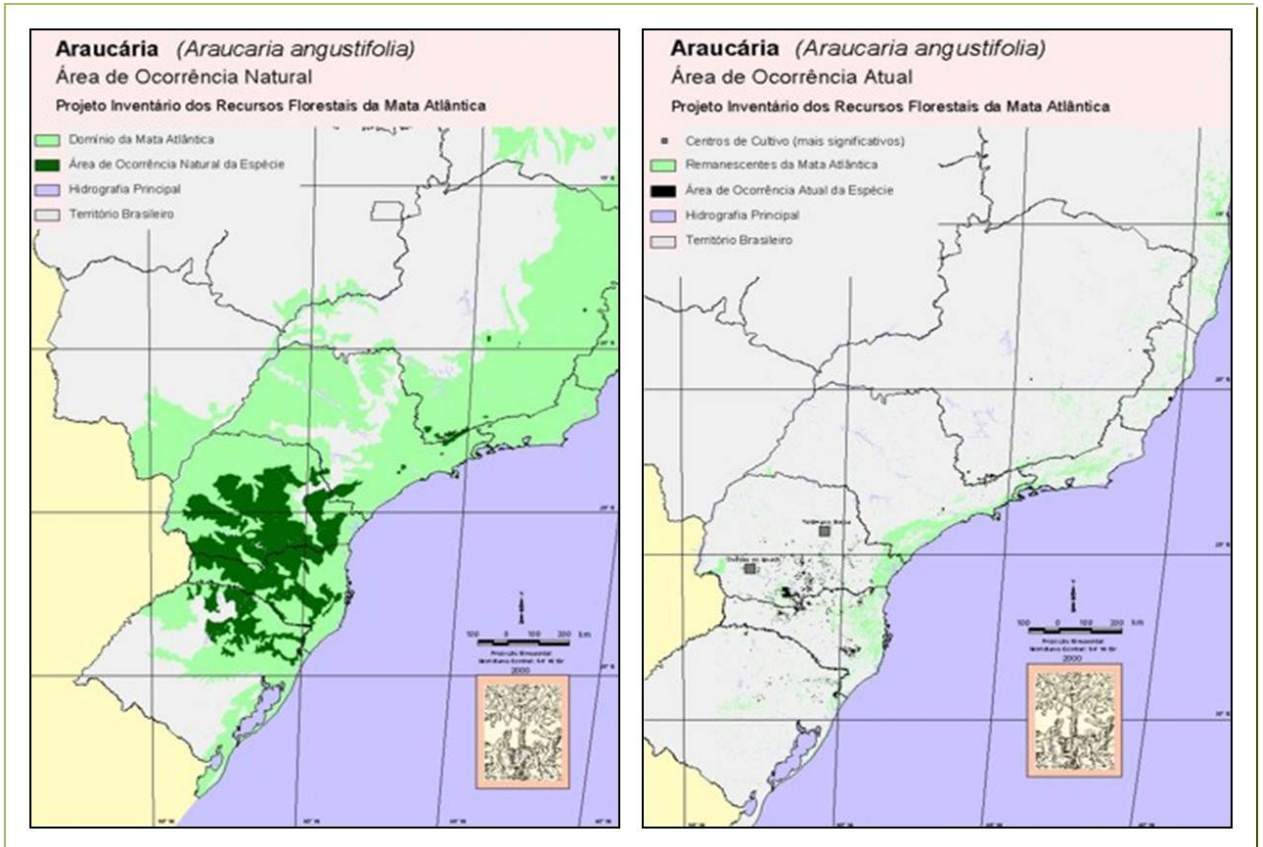 Araucária (Araucaria angustifolia)
Área de Ocorrência Natural
Projeto Inventário dos Recursos Florestais da Mata Atlântica
Domínio da Mata Atlântica
Área de Ocorrência Natural da Espécie
Hidrografia Principal
Território Brasileiro
100 0 100 200 km
2000
Araucária (Araucaria angustifolia)
Área de Ocorrência Atual
Projeto Inventário dos Recursos Florestais da Mata Atlântica
Centros de Cultivo (mais significativos)
Remanescentes da Mata Atlântica
Área de Ocorrência Atual da Espécie
Hidrografia Principal
Território Brasileiro
100 0 100 200 km
2000